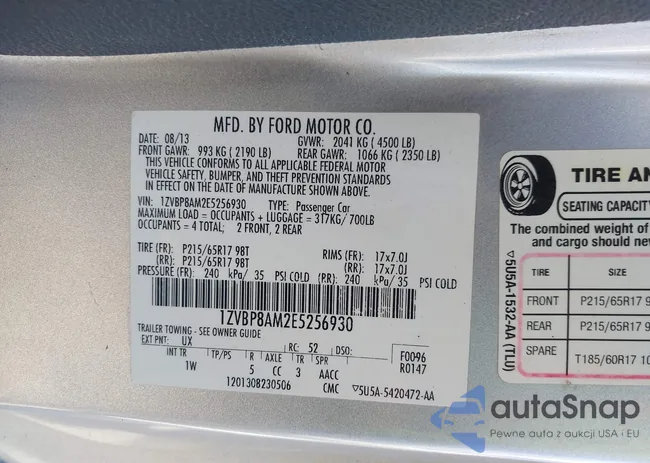 MFD. BY FORD MOTOR CO.
DATE: 08/13 GVWR: 2041 KG (4500 LB)
FRONT GAWR: 993 KG (2190 LB) REAR GAWR: 1066 KG (2350 LB)
THIS VEHICLE CONFORMS TO ALL APPLICABLE FEDERAL MOTOR
VEHICLE SAFETY, BUMPER, AND THEFT PREVENTION STANDARDS
IN EFFECT ON THE DATE OF MANUFACTURE SHOWN ABOVE.
VIN: 1ZVBP8AM2E5256930 TYPE: Passenger Car
MAXIMUM LOAD = OCCUPANTS + LUGGAGE = 317KG/ 700LB
OCCUPANTS = 4 TOTAL; 2 FRONT, 2 REAR
TIRE (FR): P215/65R17 98T RIMS (FR): 17x7.0J
(RR): P215/65R17 98T (RR): 17x7.0J
PRESSURE (FR): 240 kPa/ 35 PSI COLD (RR): 240 kPa/ 35 PSI COLD
1ZVBP8AM2E5256930
TRAILER TOWING - SEE OWNER GUIDE
EXT PNT: UX RC: 52 DSO: F0096
INT TR TP/PS R AXLE TR SPR R0147
1W 5 CC 3 AACC
1201308230506 CMC ▽5U5A-5420472-AA
TIRE AN
SEATING CAPACITY
The combined weight of
and cargo should nev
▽5U5A-1532-AA (TLU)
TIRE SIZE
FRONT P215/65R17 9
REAR P215/65R17 9
SPARE T185/60R17 10
autaSnap
Pewne auta z aukcji USA i EU